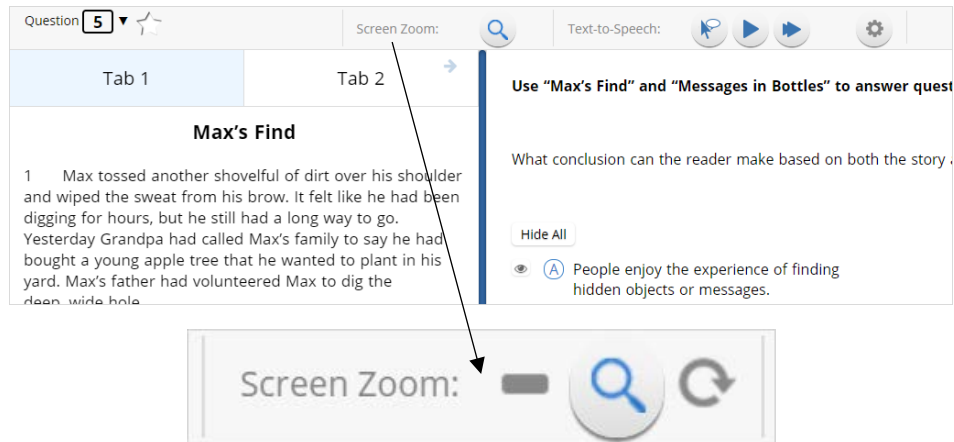 Question 5 ▼
Screen Zoom:
Text-to-Speech:
Tab 1
Tab 2
Max’s Find
1 Max tossed another shovelful of dirt over his shoulder
and wiped the sweat from his brow. It felt like he had been
digging for hours, but he still had a long way to go.
Yesterday Grandpa had called Max’s family to say he had
bought a young apple tree that he wanted to plant in his
yard. Max’s father had volunteered Max to dig the
deep, wide hole
Use “Max’s Find” and “Messages in Bottles” to answer quest
What conclusion can the reader make based on both the story
Hide All
A People enjoy the experience of finding
hidden objects or messages.
Screen Zoom: